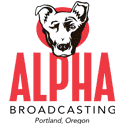 ALPHA
BROADCASTING
Portland, Oregon